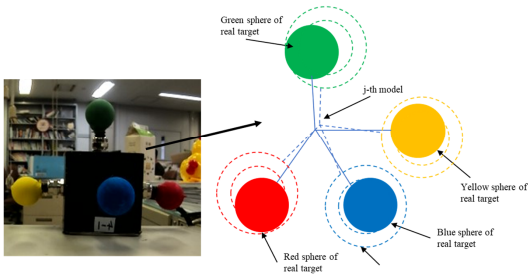 Green sphere of
real target
j-th model
Yellow sphere of
real target
Blue sphere of
real target
Red sphere of
real target